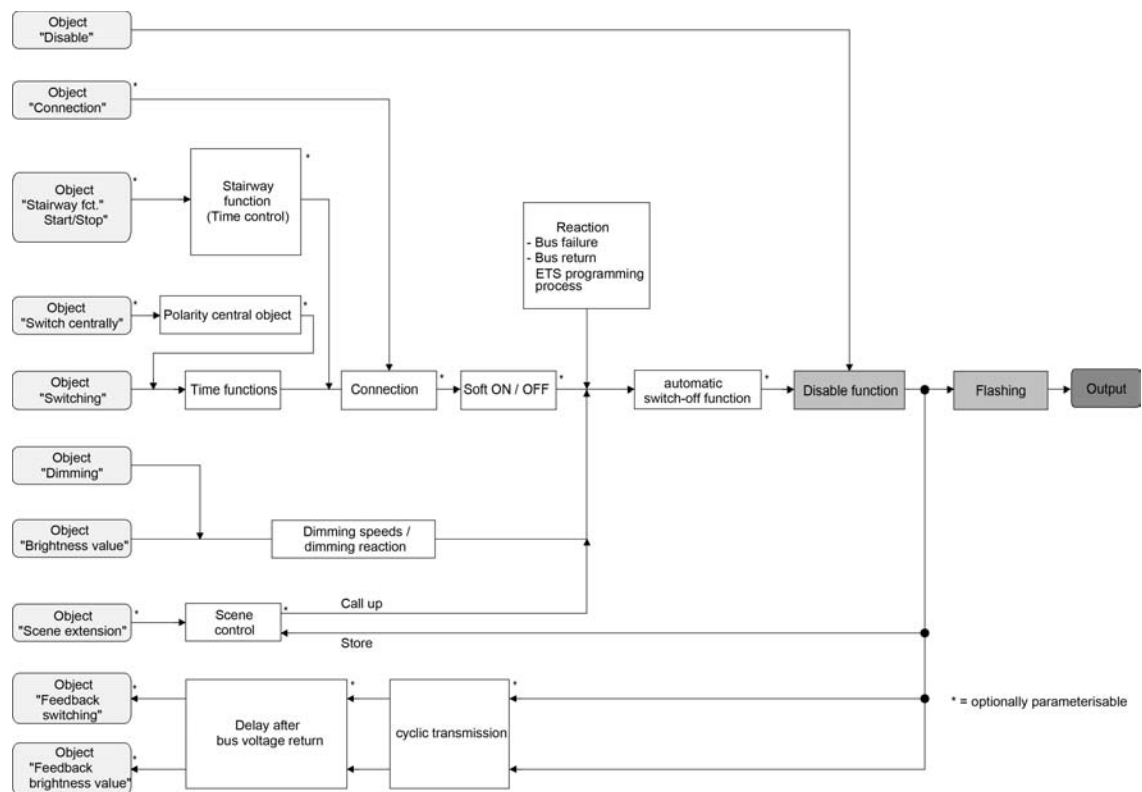 Object
"Disable"
Object
"Connection"
*
Object
"Stairway fct."
Start/Stop"
*
Stairway
function
(Time control)
*
Reaction
- Bus failure
- Bus return
ETS programming
process
Object
"Switch centrally"
*
Polarity central object
*
Object
"Switching"
Time functions
Connection
*
Soft ON / OFF
*
automatic
switch-off function
*
Disable function
Flashing
Output
Object
"Dimming"
Object
"Brightness value"
Dimming speeds /
dimming reaction
Object
"Scene extension"
*
Scene
control
*
Call up
Store
Object
"Feedback
switching"
*
Delay after
bus voltage return
*
cyclic transmission
*
* = optionally parameterisable
Object
"Feedback
brightness value"
*